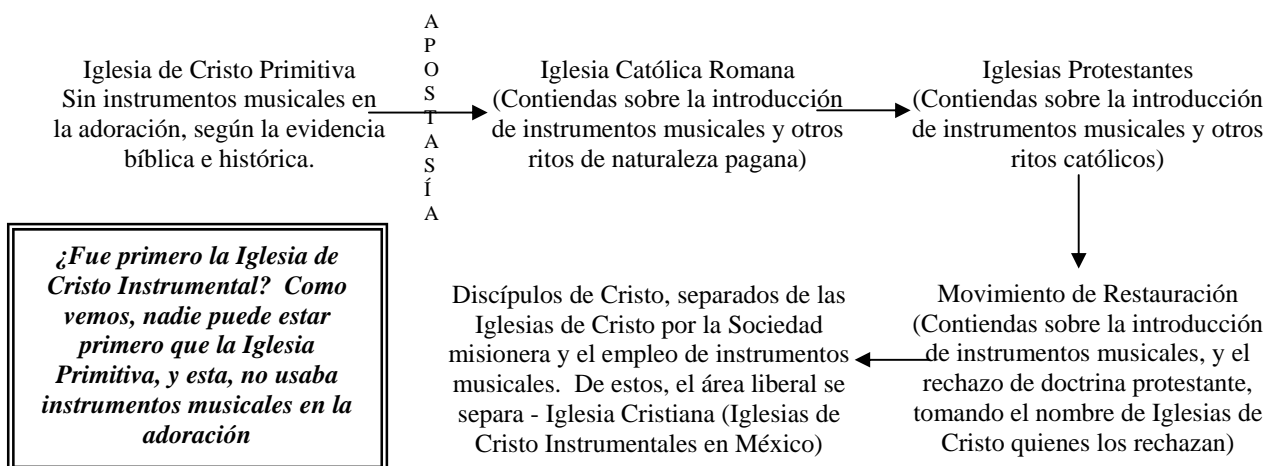 Iglesia de Cristo Primitiva
Sin instrumentos musicales en
la adoración, según la evidencia
bíblica e histórica.
A
P
O
S
T
A
S
Í
A
Iglesia Católica Romana
(Contiendas sobre la introducción
de instrumentos musicales y otros
ritos de naturaleza pagana)
Iglesias Protestantes
(Contiendas sobre la introducción
de instrumentos musicales y otros
ritos católicos)
Movimiento de Restauración
(Contiendas sobre la introducción
de instrumentos musicales, y el
rechazo de doctrina protestante,
tomando el nombre de Iglesias de
Cristo quienes los rechazan)
Discípulos de Cristo, separados de las
Iglesias de Cristo por la Sociedad
misionera y el empleo de instrumentos
musicales. De estos, el área liberal se
separa - Iglesia Cristiana (Iglesias de
Cristo Instrumentales en México)
¿Fue primero la Iglesia de
Cristo Instrumental? Como
vemos, nadie puede estar
primero que la Iglesia
Primitiva, y esta, no usaba
instrumentos musicales en la
adoración